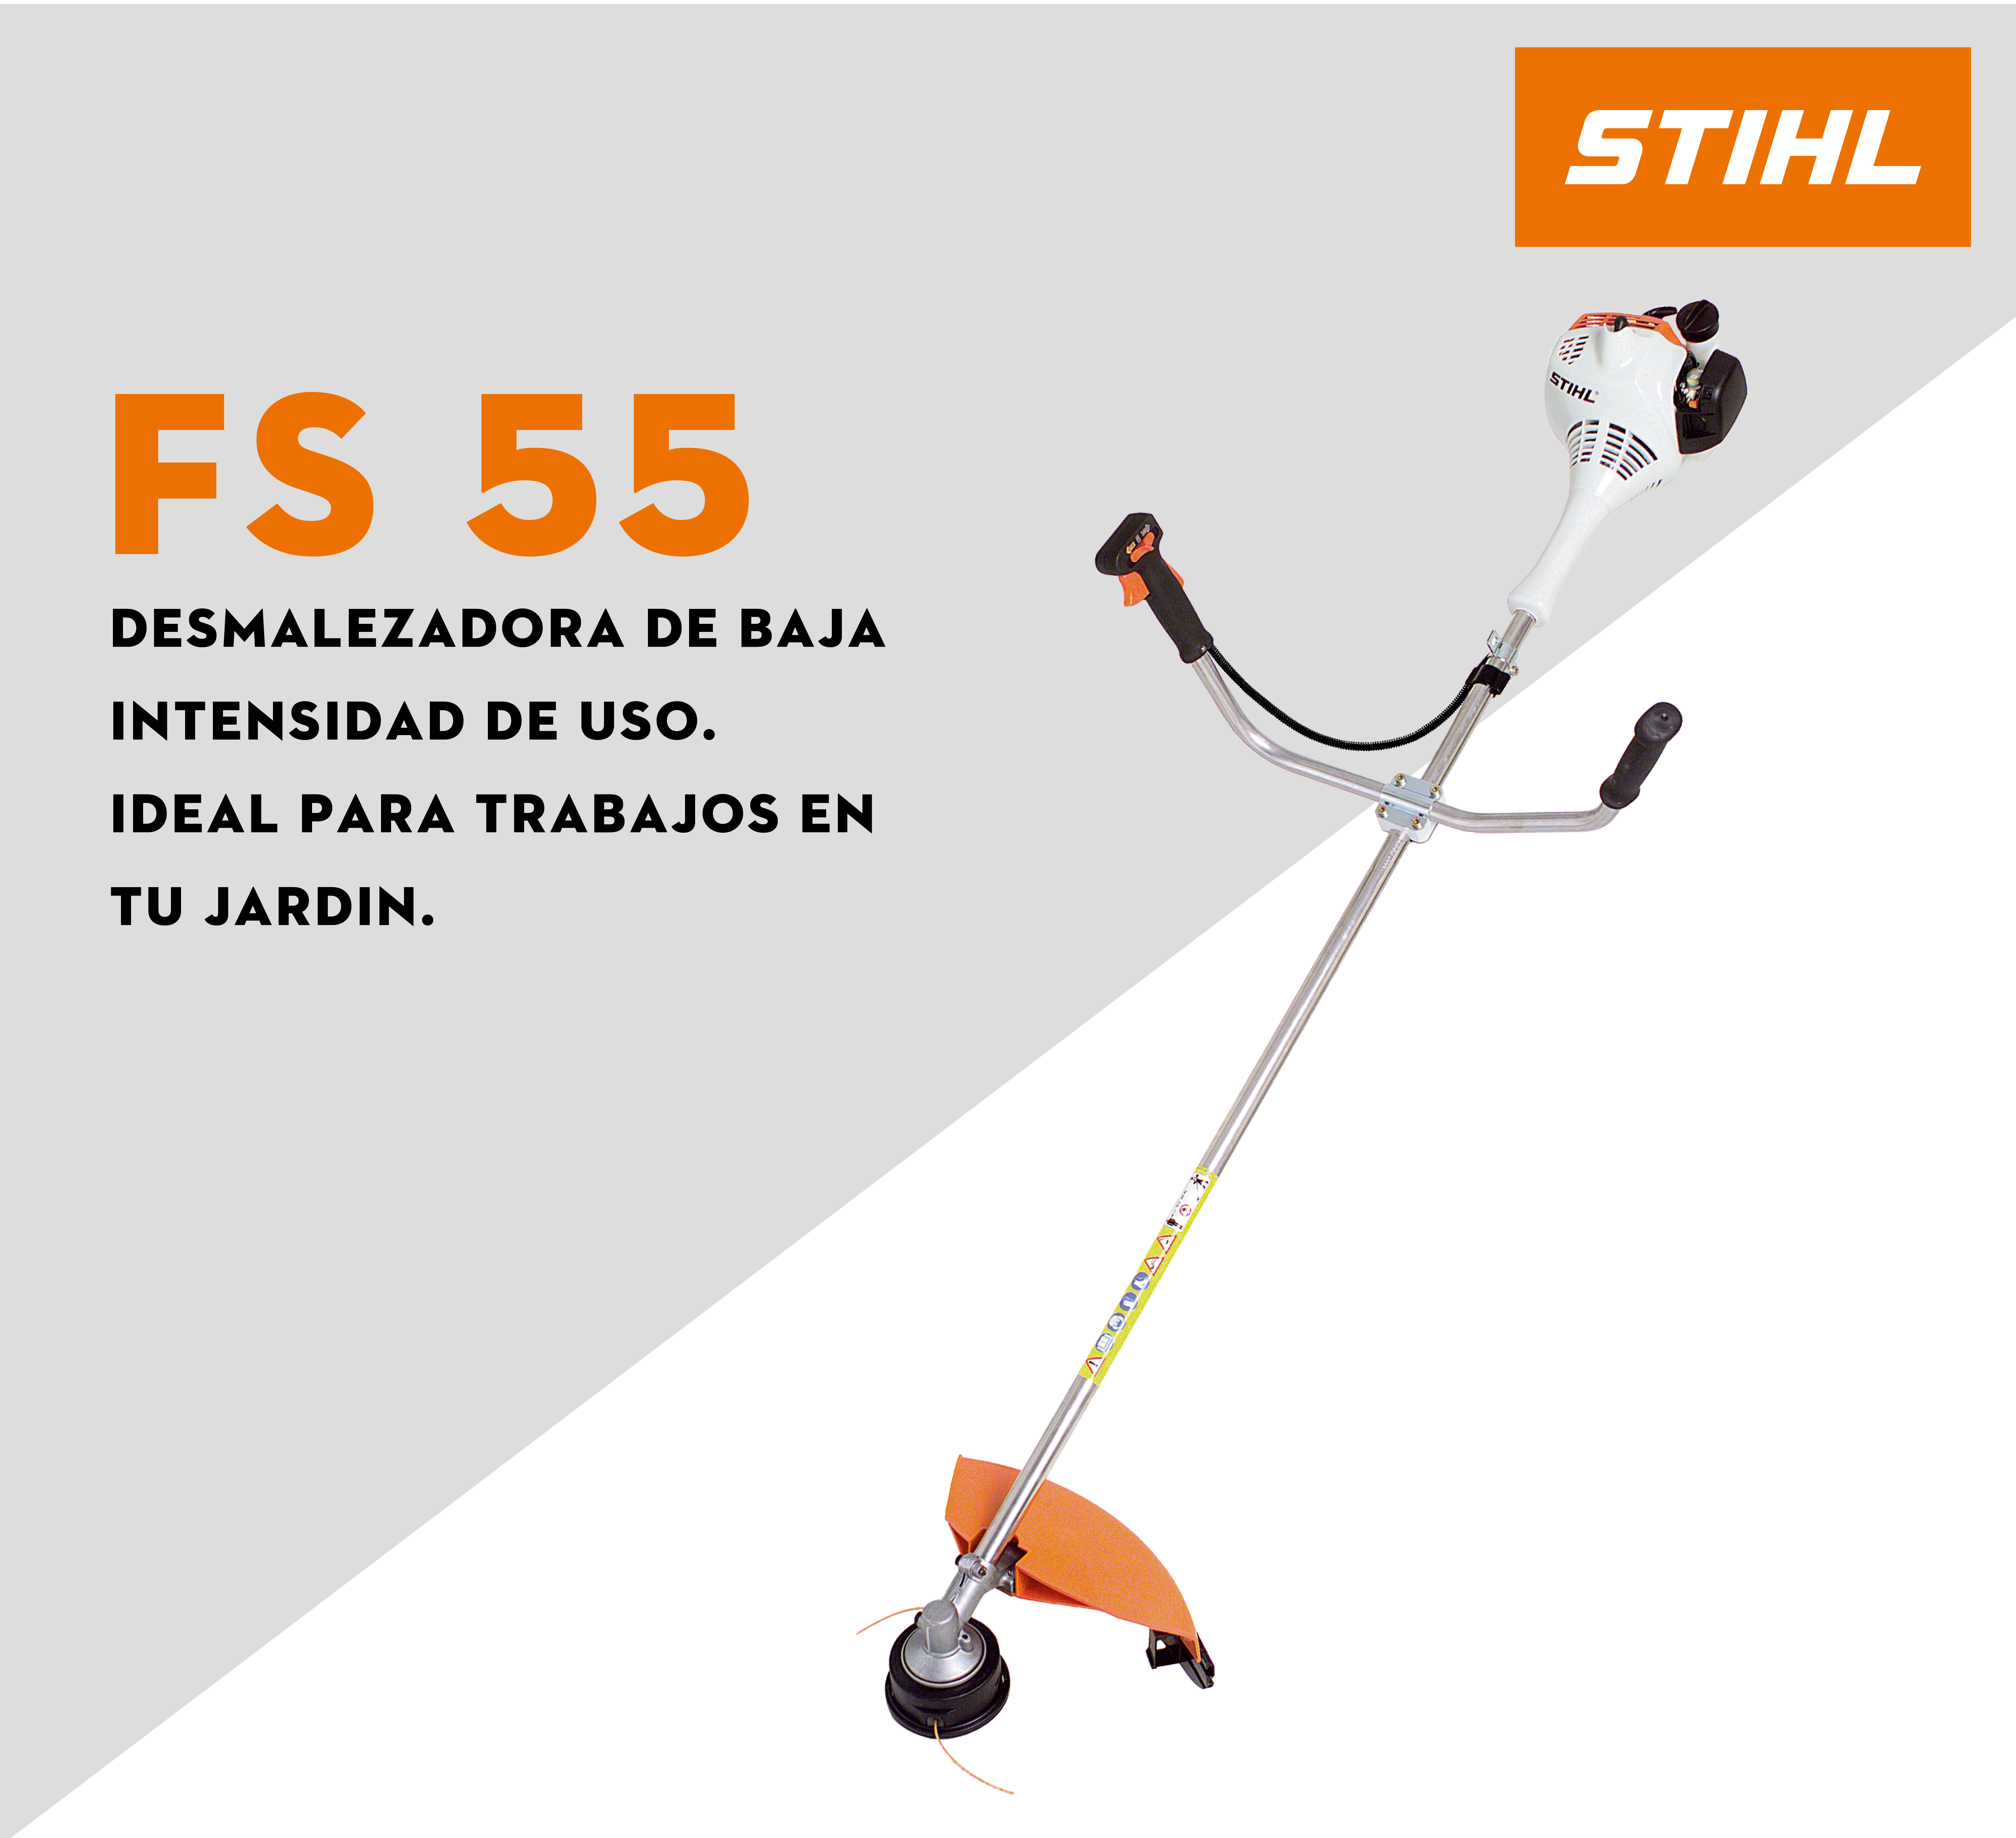 STIHL
STIHL
FS 55
DESMALEZADORA DE BAJA
INTENSIDAD DE USO.
IDEAL PARA TRABAJOS EN
TU JARDIN.